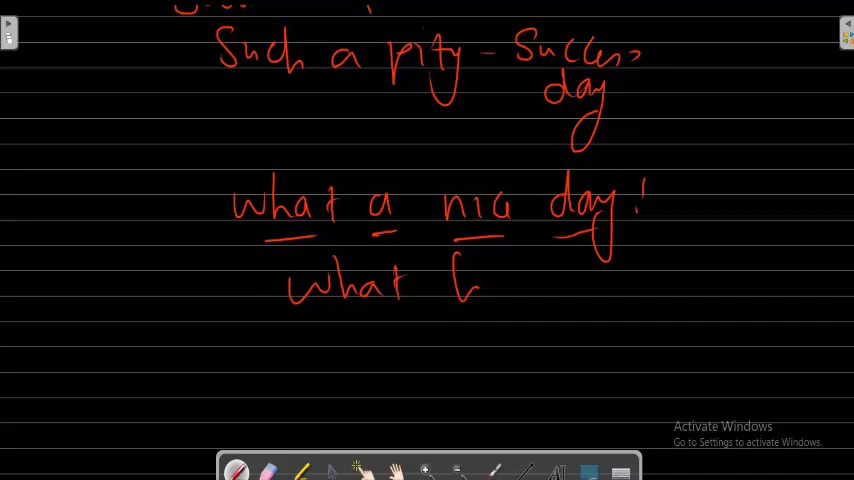 Such a pity - Success
day
what a nice day!
what
Activate Windows
Go to Settings to activate Windows.